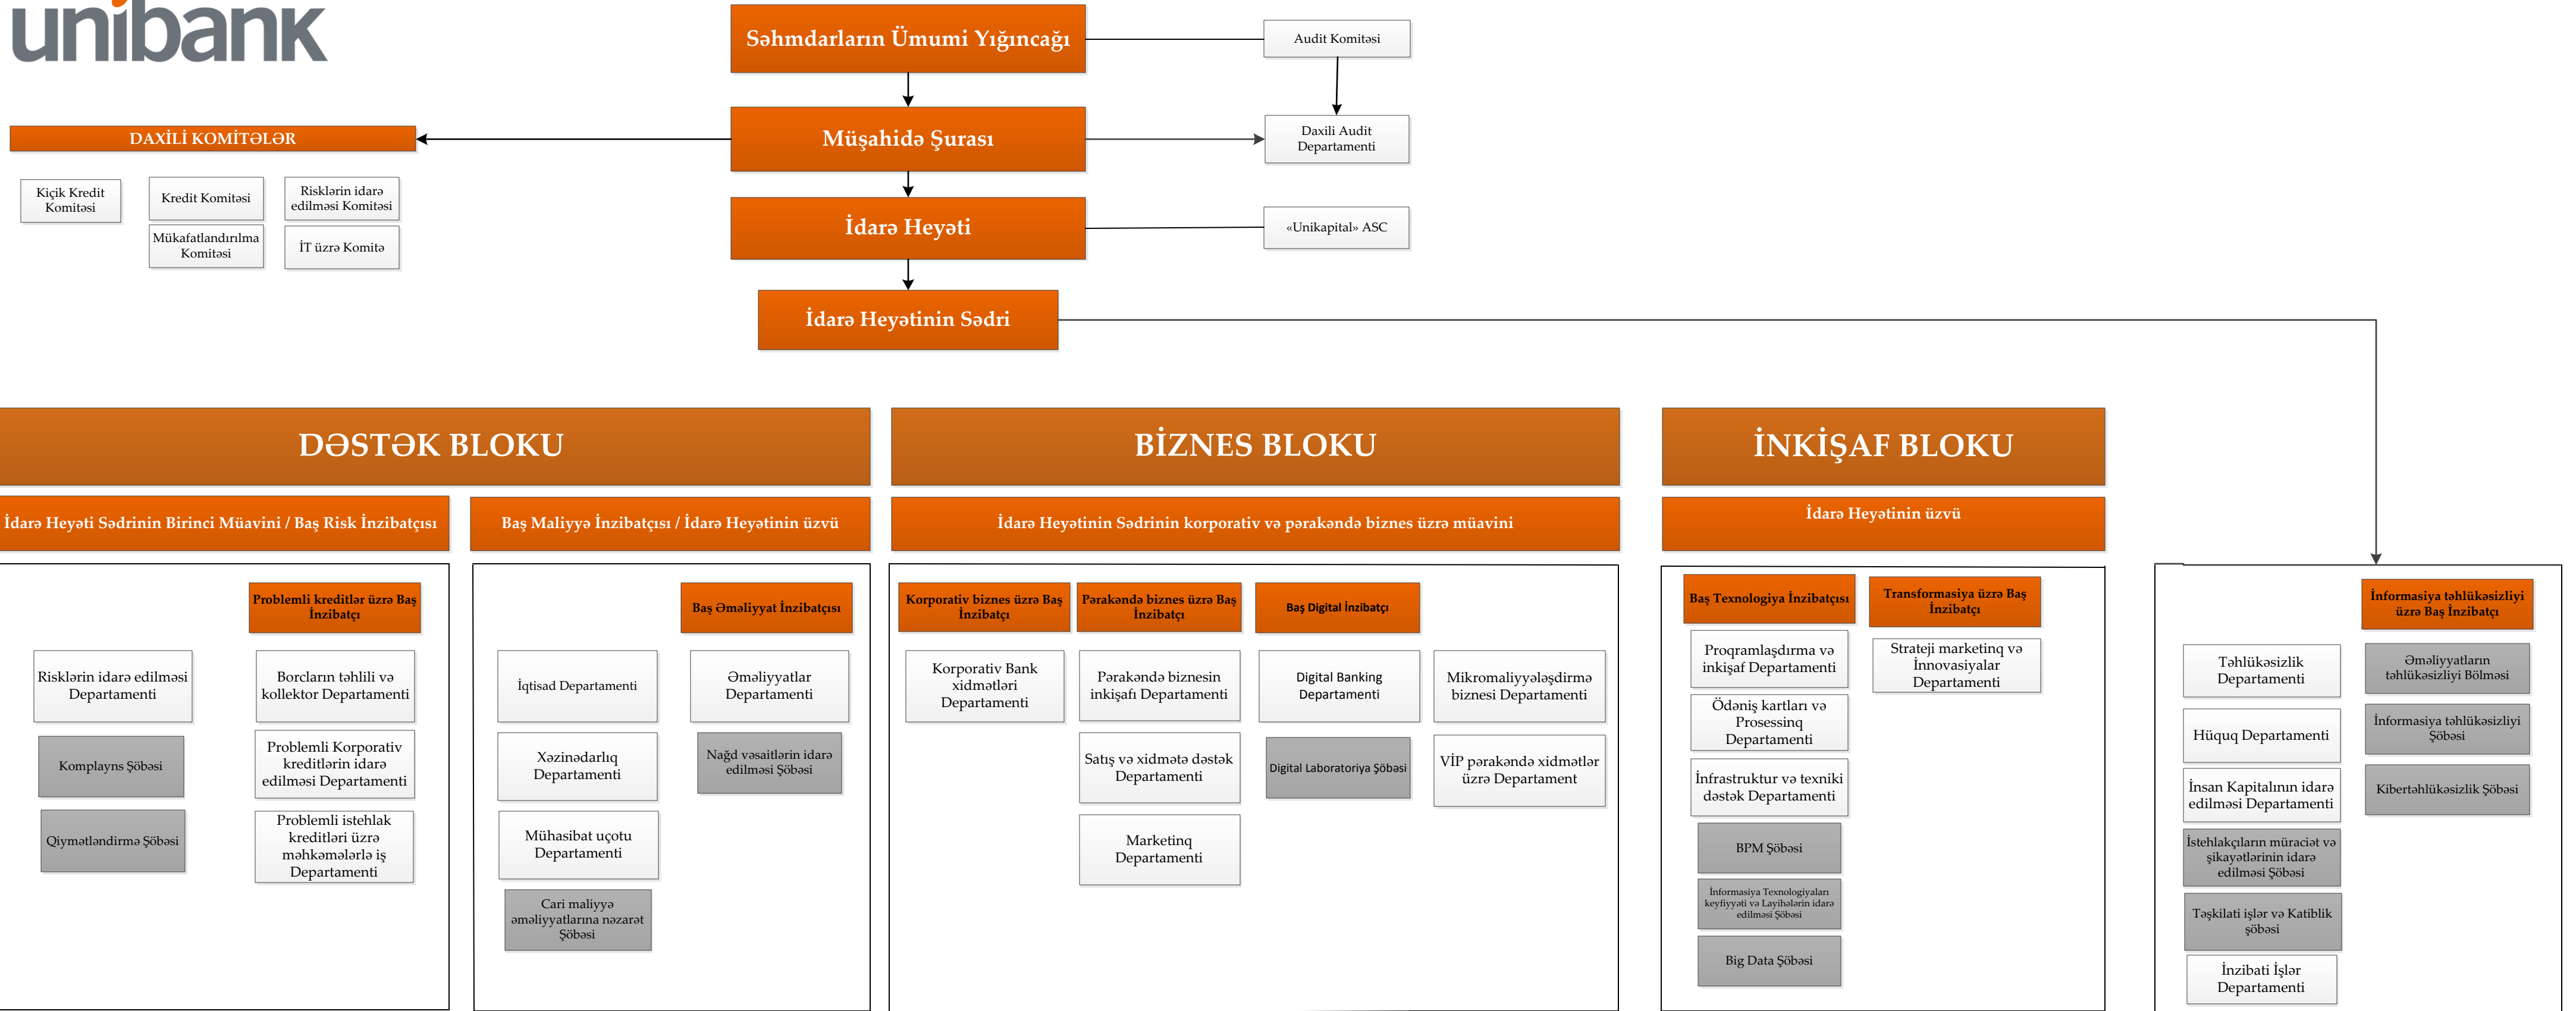 unibank
Səhmdarların Ümumi Yığıncağı
Audit Komitəsi
DAXİLİ KOMİTƏLƏR
Müşahidə Şurası
Daxili Audit
Departamenti
Kiçik Kredit
Komitəsi
Kredit Komitəsi
Risklərin idarə
edilməsi Komitəsi
Mükafatlandırılma
Komitəsi
İT üzrə Komitə
İdarə Heyəti
«Unikapital» ASC
İdarə Heyətinin Sədri
DƏSTƏK BLOKU
BİZNES BLOKU
İNKİŞAF BLOKU
İdarə Heyəti Sədrinin Birinci Müavini / Baş Risk İnzibatçısı
Baş Maliyyə İnzibatçısı / İdarə Heyətinin üzvü
İdarə Heyətinin Sədrinin korporativ və pərakəndə biznes üzrə müavini
İdarə Heyətinin üzvü
Problemli kreditlər üzrə Baş
İnzibatçı
Risklərin idarə edilməsi
Departamenti
Borcların təhlili və
kollektor Departamenti
Komplayns Şöbəsi
Problemli Korporativ
kreditlərin idarə
edilməsi Departamenti
Qiymətləndirmə Şöbəsi
Problemli istehlak
kreditləri üzrə
məhkəmələrlə iş
Departamenti
Baş Əməliyyat İnzibatçısı
İqtisad Departamenti
Əməliyyatlar
Departamenti
Xəzinədarlıq
Departamenti
Nağd vəsaitlərin idarə
edilməsi Şöbəsi
Mühasibat uçotu
Departamenti
Cari maliyyə
əməliyyatlarına nəzarət
Şöbəsi
Korporativ biznes üzrə Baş
İnzibatçı
Pərakəndə biznes üzrə Baş
İnzibatçı
Baş Digital İnzibatçı
Korporativ Bank
xidmətləri
Departamenti
Pərakəndə biznesin
inkişafı Departamenti
Digital Banking
Departamenti
Mikromaliyyələşdirmə
biznesi Departamenti
Satış və xidmətə dəstək
Departamenti
Digital Laboratoriya Şöbəsi
VİP pərakəndə xidmətlər
üzrə Departament
Marketinq
Departamenti
Baş Texnologiya İnzibatçısı
Transformasiya üzrə Baş
İnzibatçı
Proqramlaşdırma və
inkişaf Departamenti
Strateji marketinq və
İnnovasiyalar
Departamenti
Ödəniş kartları və
Prosessinq
Departamenti
İnfrastruktur və texniki
dəstək Departamenti
BPM Şöbəsi
İnformasiya Texnologiyaları
keyfiyyəti və Layihələrin idarə
edilməsi Şöbəsi
Big Data Şöbəsi
İnformasiya təhlükəsizliyi
üzrə Baş İnzibatçı
Təhlükəsizlik
Departamenti
Əməliyyatların
təhlükəsizliyi Bölməsi
Hüquq Departamenti
İnformasiya təhlükəsizliyi
Şöbəsi
İnsan Kapitalının idarə
edilməsi Departamenti
Kibertəhlükəsizlik Şöbəsi
İstehlakçıların müraciət və
şikayətlərinin idarə
edilməsi Şöbəsi
Təşkilati işlər və Katiblik
şöbəsi
İnzibati İşlər
Departamenti